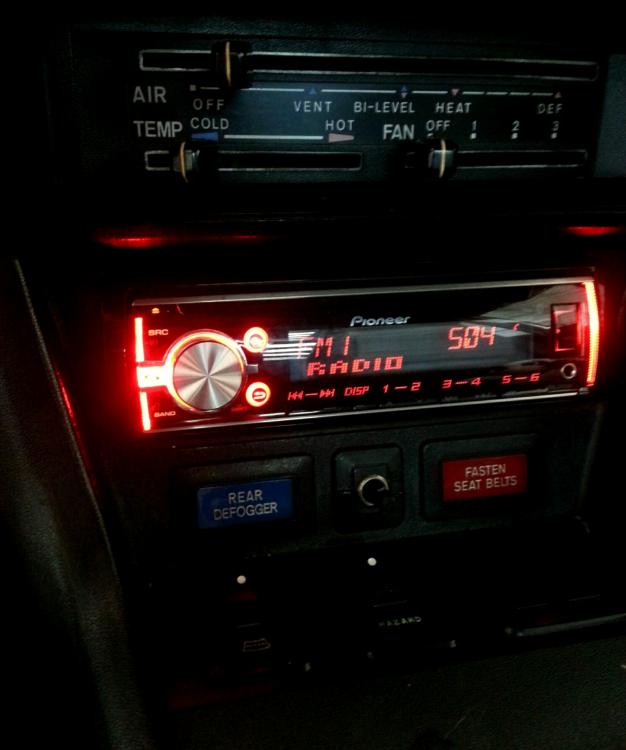 AIR
OFF VENT BI-LEVEL HEAT DEF
TEMP COLD HOT FAN OFF 1 2 3
Pioneer
SRC
FM1 504
RADIO
DISP 1-2 3-4 5-6
BAND
REAR
DEFOGGER
FASTEN
SEAT BELTS
HAZARD